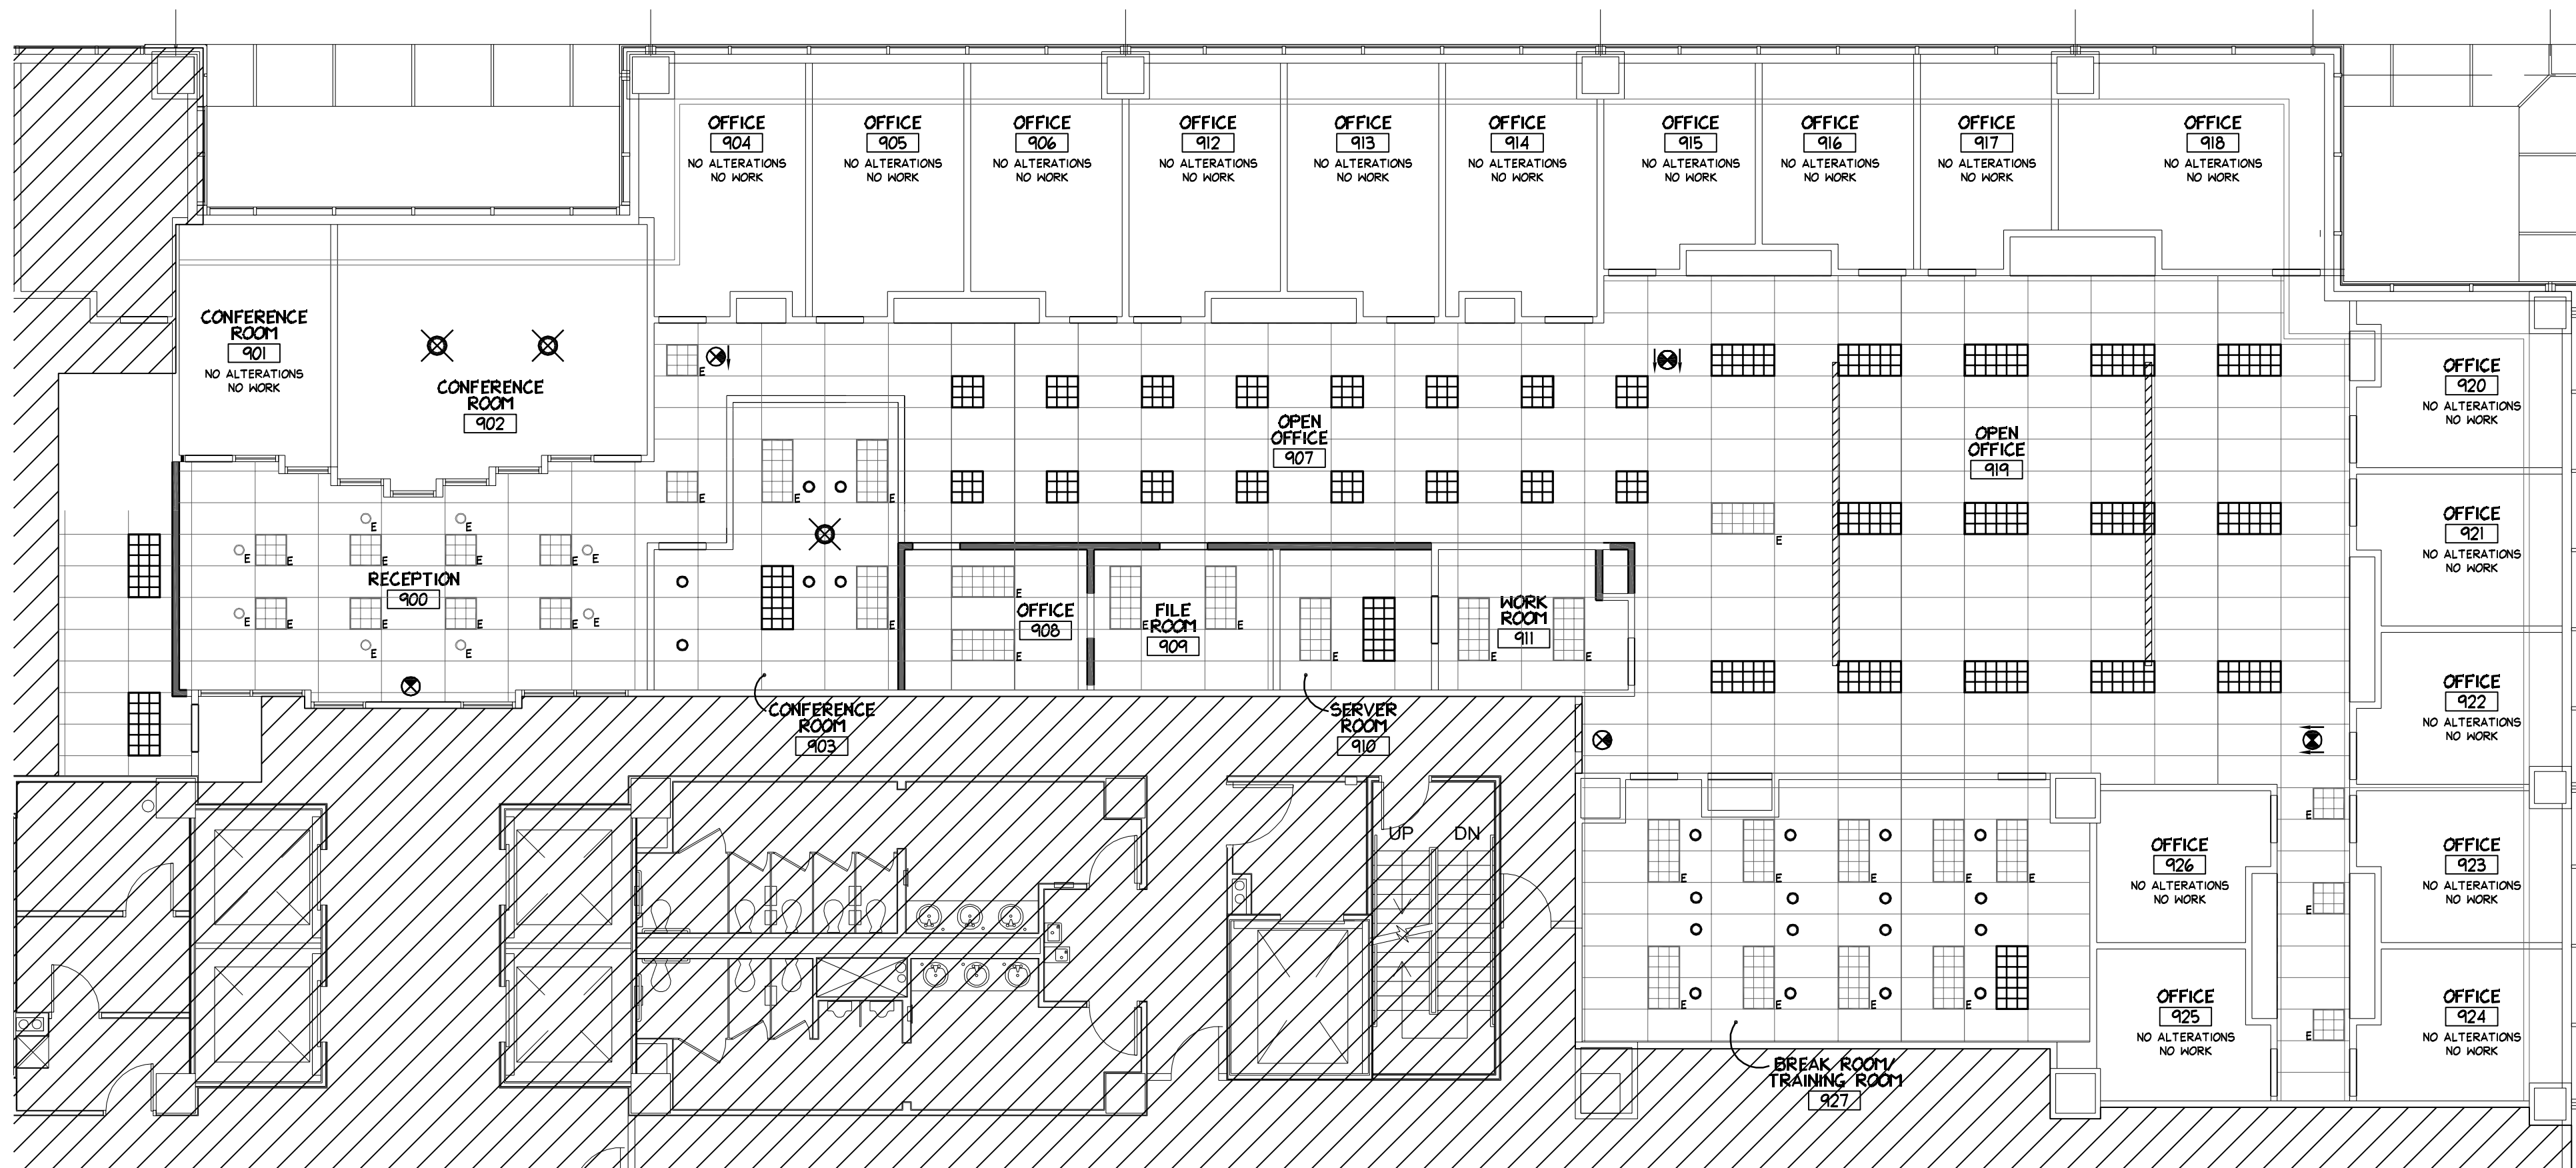 OFFICE
904
NO ALTERATIONS
NO WORK
OFFICE
905
NO ALTERATIONS
NO WORK
OFFICE
906
NO ALTERATIONS
NO WORK
OFFICE
912
NO ALTERATIONS
NO WORK
OFFICE
913
NO ALTERATIONS
NO WORK
OFFICE
914
NO ALTERATIONS
NO WORK
OFFICE
915
NO ALTERATIONS
NO WORK
OFFICE
916
NO ALTERATIONS
NO WORK
OFFICE
917
NO ALTERATIONS
NO WORK
OFFICE
918
NO ALTERATIONS
NO WORK
CONFERENCE
ROOM
901
NO ALTERATIONS
NO WORK
CONFERENCE
ROOM
902
E
E
OPEN
OFFICE
907
OPEN
OFFICE
919
E
OFFICE
920
NO ALTERATIONS
NO WORK
OFFICE
921
NO ALTERATIONS
NO WORK
E
E
E
E
E
E
E
E
E
E
RECEPTION
900
E
E
E
E
E
E
E
E
E
E
E
E
OFFICE
908
E
E
FILE
ROOM
909
E
E
E
WORK
ROOM
911
E
E
OFFICE
922
NO ALTERATIONS
NO WORK
CONFERENCE
ROOM
903
SERVER
ROOM
910
UP
DN
E
E
E
E
E
E
E
E
E
OFFICE
926
NO ALTERATIONS
NO WORK
E
E
E
OFFICE
923
NO ALTERATIONS
NO WORK
OFFICE
925
NO ALTERATIONS
NO WORK
OFFICE
924
NO ALTERATIONS
NO WORK
BREAK ROOM/
TRAINING ROOM
927